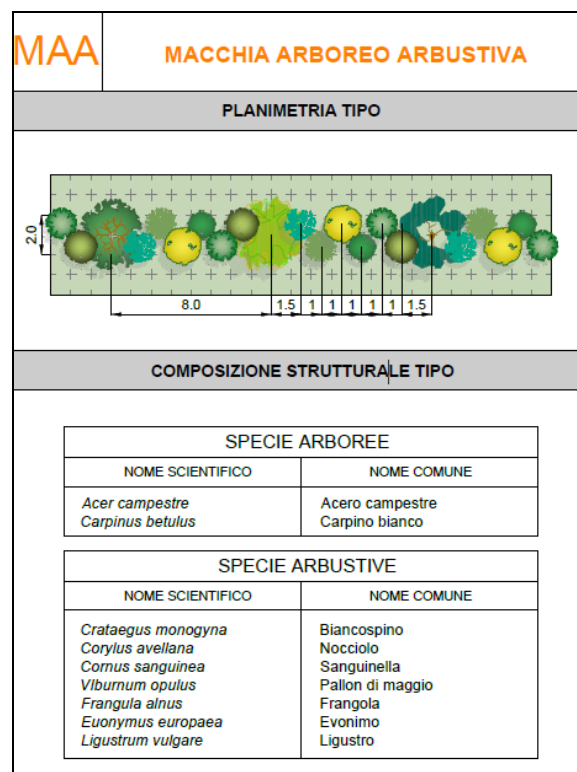 MAA MACCHIA ARBOREO ARBUSTIVA
PLANIMETRIA TIPO
2.0
8.0 1.5 1 1 1 1 1 1.5
COMPOSIZIONE STRUTTURALE TIPO
SPECIE ARBOREE
NOME SCIENTIFICO NOME COMUNE
Acer campestre Acero campestre
Carpinus betulus Carpino bianco
SPECIE ARBUSTIVE
NOME SCIENTIFICO NOME COMUNE
Crataegus monogyna Biancospino
Corylus avellana Nocciolo
Cornus sanguinea Sanguinella
VIburnum opulus Pallon di maggio
Frangula alnus Frangola
Euonymus europaea Evonimo
Ligustrum vulgare Ligustro